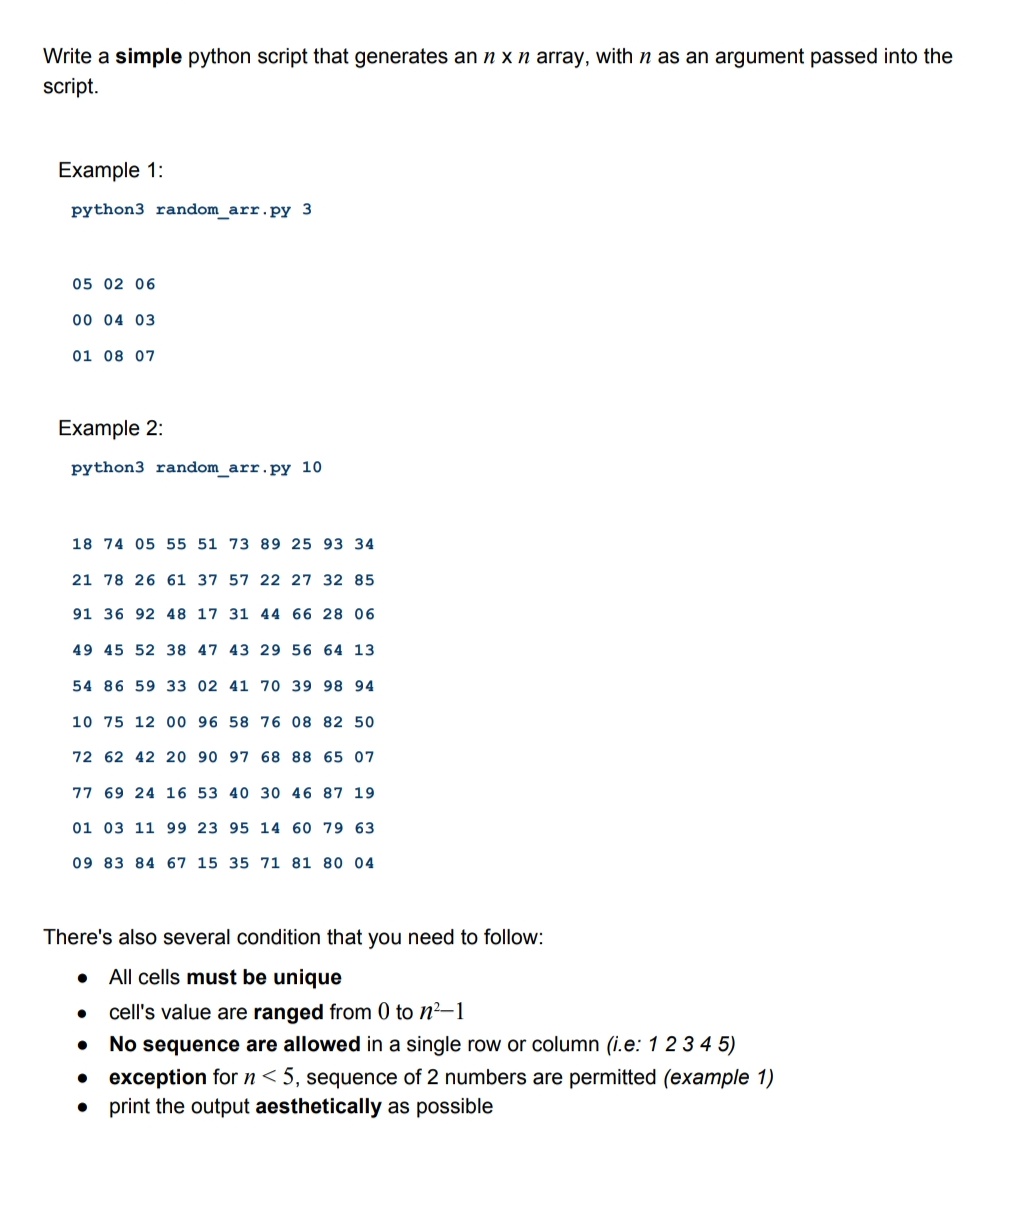 Write a simple python script that generates an n x n array, with n as an argument passed into the
script.
Example 1:
python3 random_arr.py 3
05 02 06
00 04 03
01 08 07
Example 2:
python3 random_arr.py 10
18 74 05 55 51 73 89 25 93 34
21 78 26 61 37 57 22 27 32 85
91 36 92 48 17 31 44 66 28 06
49 45 52 38 47 43 29 56 64 13
54 86 59 33 02 41 70 39 98 94
10 75 12 00 96 58 76 08 82 50
72 62 42 20 90 97 68 88 65 07
77 69 24 16 53 40 30 46 87 19
01 03 11 99 23 95 14 60 79 63
09 83 84 67 15 35 71 81 80 04
There's also several condition that you need to follow:
● All cells must be unique
● cell's value are ranged from 0 to n²–1
● No sequence are allowed in a single row or column (i.e: 1 2 3 4 5)
● exception for n < 5, sequence of 2 numbers are permitted (example 1)
● print the output aesthetically as possible